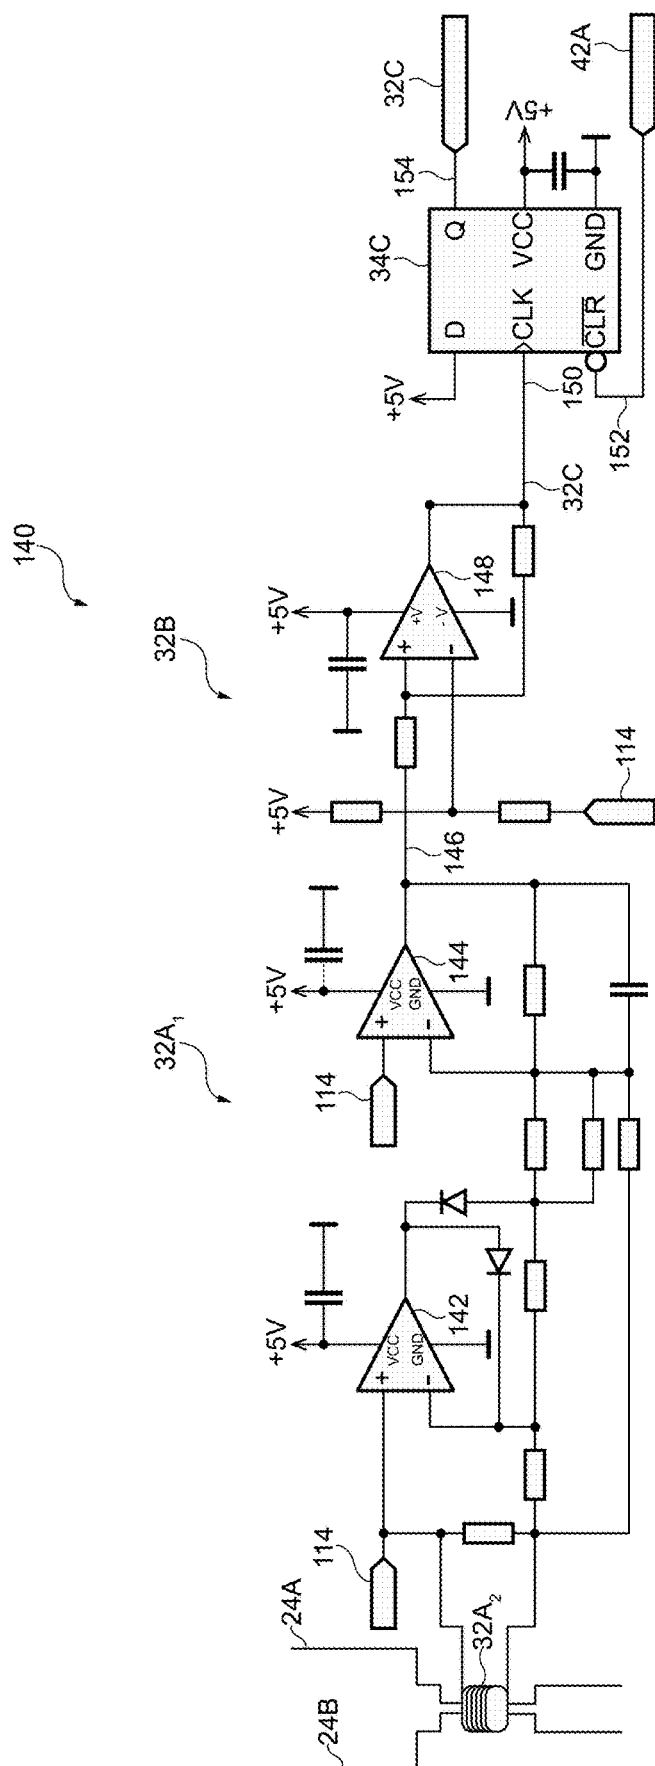 140
32B
32A1
24B
24A
32A2
114
+5V
VCC
GND
+
-
142
+5V
114
VCC
GND
+
-
144
146
+5V
114
+5V
+V
-V
+
-
148
32C
150
152
+5V
D
Q
CLK
VCC
CLR
GND
34C
154
32C
+5V
42A